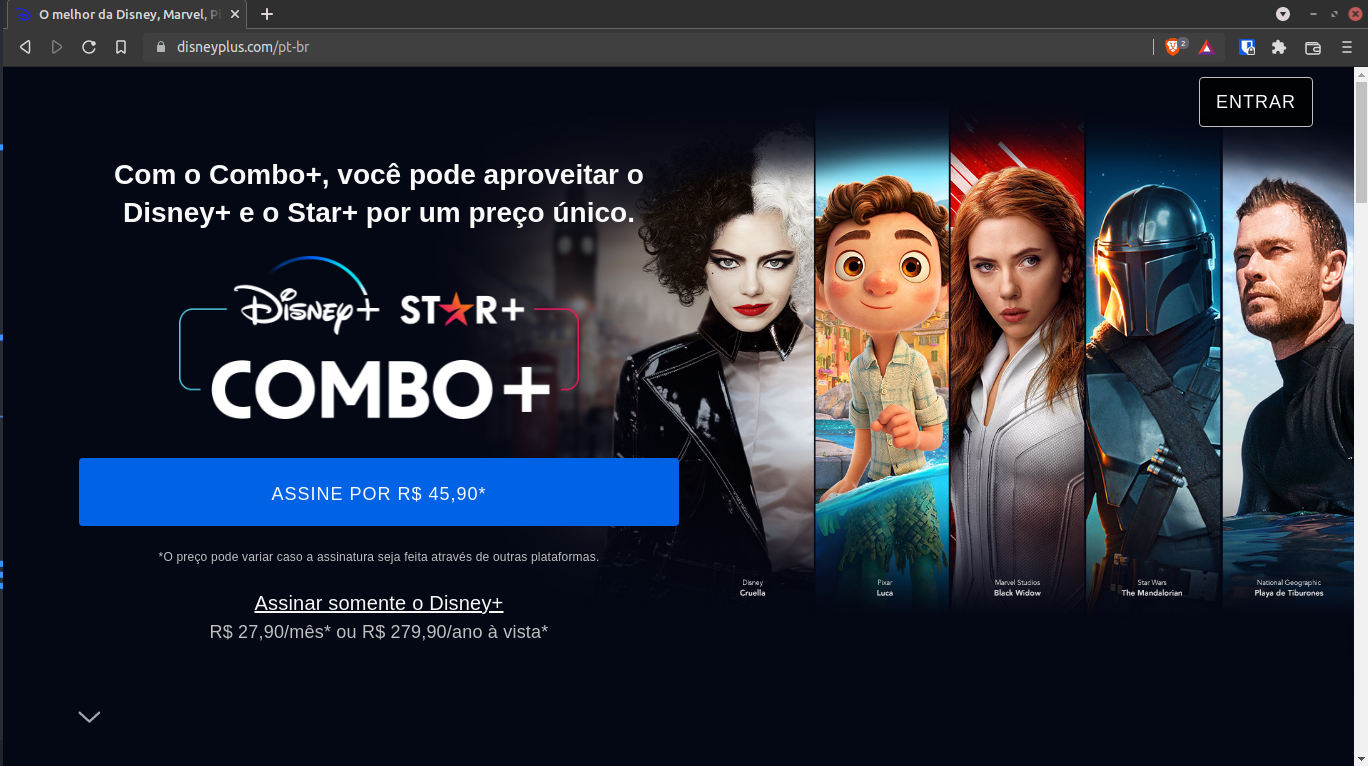 O melhor da Disney, Marvel, Pi
disneyplus.com/pt-br
2
ENTRAR
Com o Combo+, você pode aproveitar o
Disney+ e o Star+ por um preço único.
Disney+ STAR+
COMBO+
ASSINE POR R$ 45,90*
*O preço pode variar caso a assinatura seja feita através de outras plataformas.
Assinar somente o Disney+
R$ 27,90/mês* ou R$ 279,90/ano à vista*
Disney
Cruella
Pixar
Luca
Marvel Studios
Black Widow
Star Wars
The Mandalorian
National Geographic
Playa de Tiburones